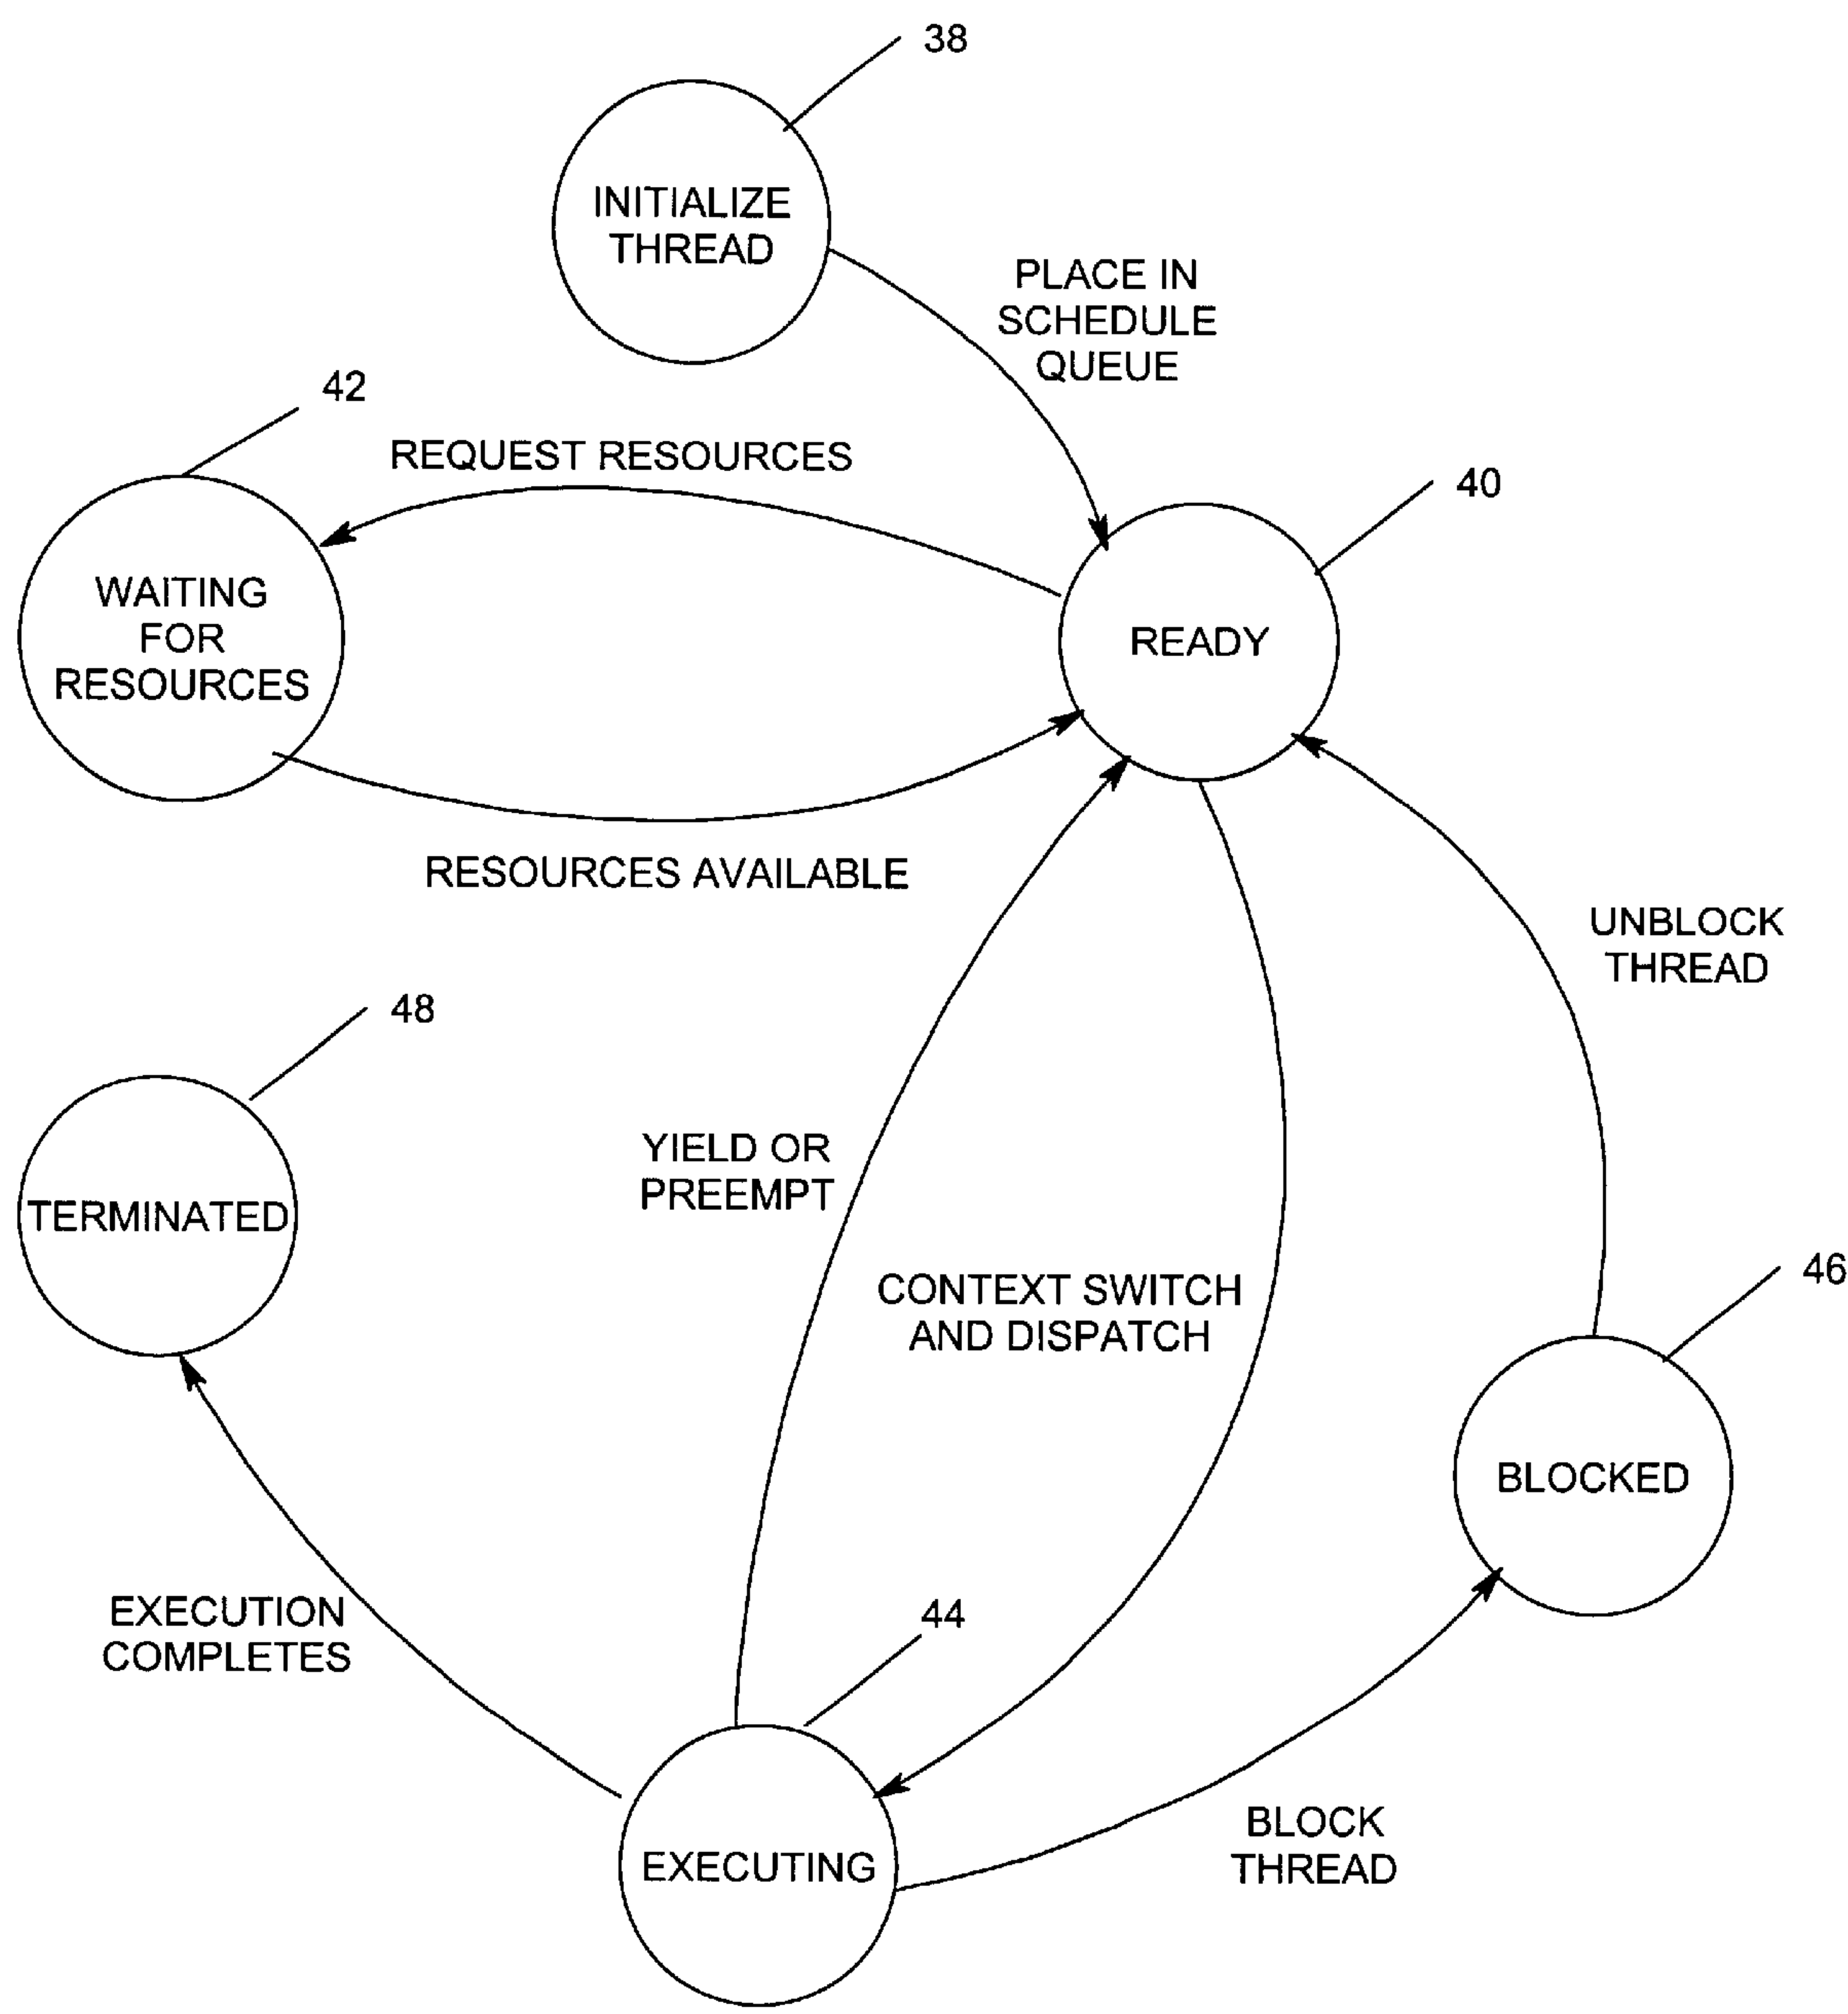 38
INITIALIZE
THREAD
PLACE IN
SCHEDULE
QUEUE
42
REQUEST RESOURCES
40
WAITING
FOR
RESOURCES
READY
RESOURCES AVAILABLE
UNBLOCK
THREAD
48
TERMINATED
YIELD OR
PREEMPT
CONTEXT SWITCH
AND DISPATCH
46
BLOCKED
EXECUTION
COMPLETES
44
EXECUTING
BLOCK
THREAD